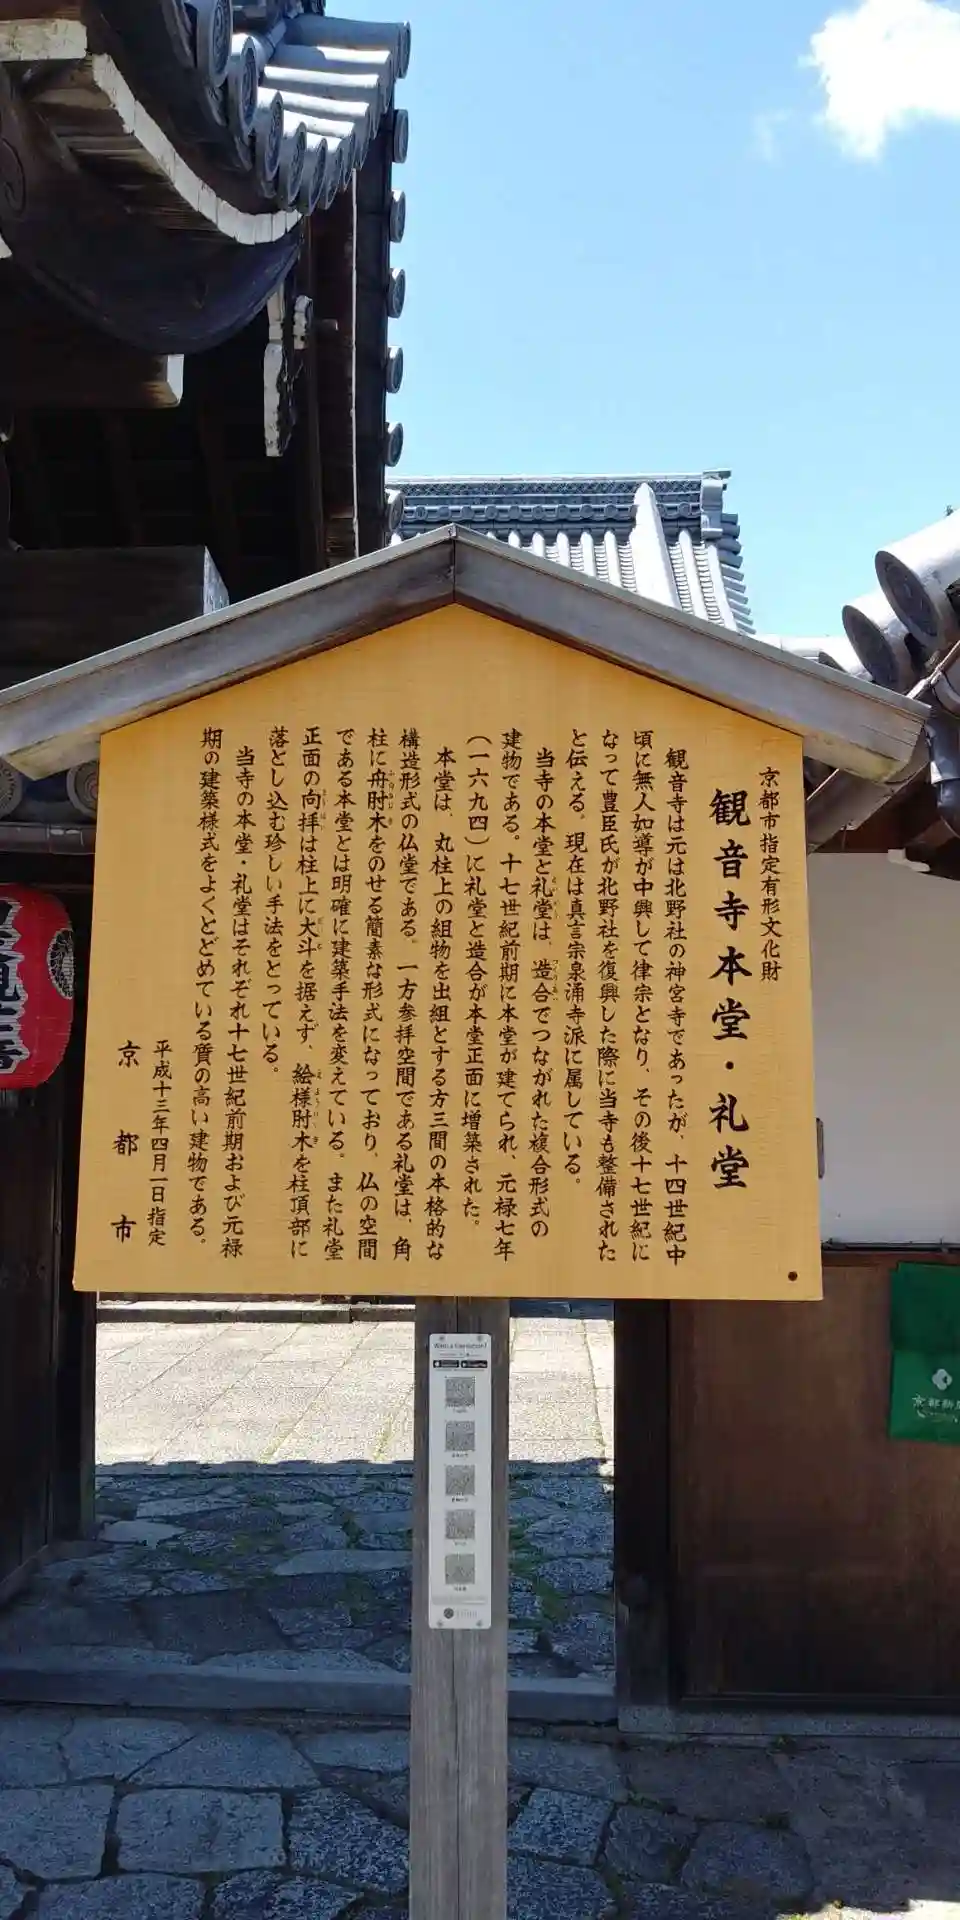 京都市指定有形文化財
観音寺本堂・礼堂
観音寺は元は北野社の神宮寺であったが、十四世紀中
頃に無人如導が中興して律宗となり、その後十七世紀に
なって豊臣氏が北野社を復興した際に当寺も整備された
と伝える。現在は真言宗泉涌寺派に属している。
当寺の本堂と礼堂は、造合でつながれた複合形式の
建物である。十七世紀前期に本堂が建てられ、元禄七年
(一六九四)に礼堂と造合が本堂正面に増築された。
本堂は、丸柱上の組物を出組とする方三間の本格的な
構造形式の仏堂である。一方参拝空間である礼堂は、角
柱に舟肘木をのせる簡素な形式になっており、仏の空間
である本堂とは明確に建築手法を変えている。また礼堂
正面の向拝は柱上に大斗を据えず、絵様肘木を柱頂部に
落とし込む珍しい手法をとっている。
当寺の本堂・礼堂はそれぞれ十七世紀前期および元禄
期の建築様式をよくとどめている質の高い建物である。
平成十三年四月一日指定
京都市